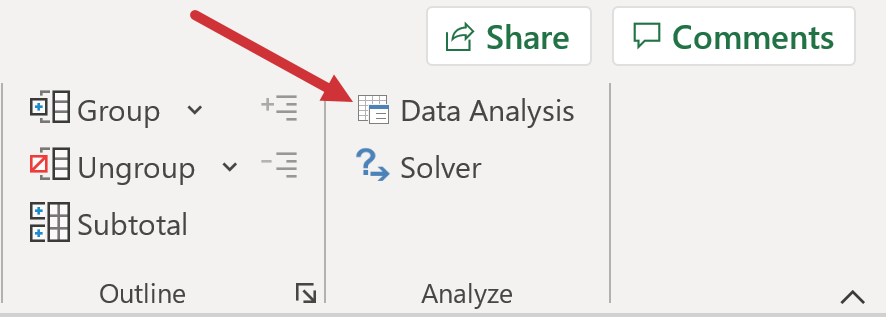 Share
Comments
Group
Data Analysis
Ungroup
Solver
Subtotal
Outline
Analyze